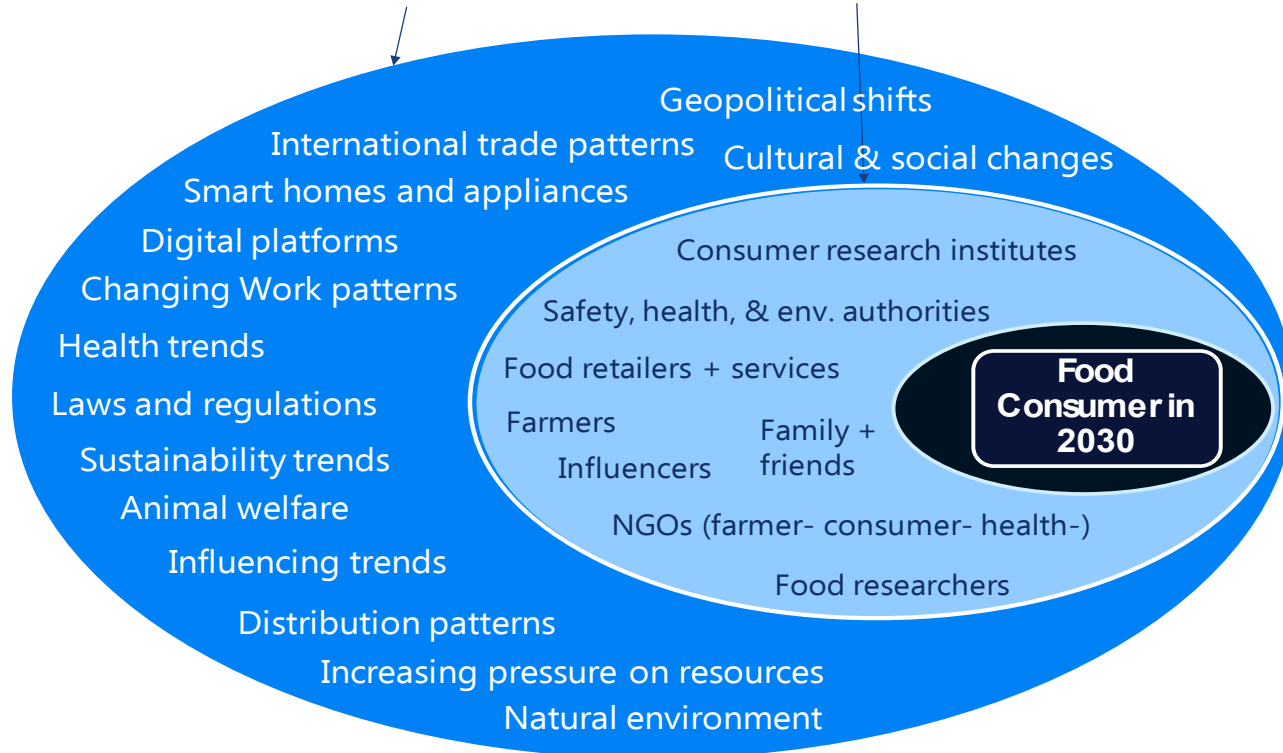 Geopolitical shifts
International trade patterns
Cultural & social changes
Smart homes and appliances
Digital platforms
Changing Work patterns
Health trends
Laws and regulations
Sustainability trends
Animal welfare
Influencing trends
Distribution patterns
Increasing pressure on resources
Natural environment
Consumer research institutes
Safety, health, & env. authorities
Food retailers + services
Farmers
Influencers
Family +
friends
NGOs (farmer- consumer- health-)
Food researchers
Food
Consumer in
2030